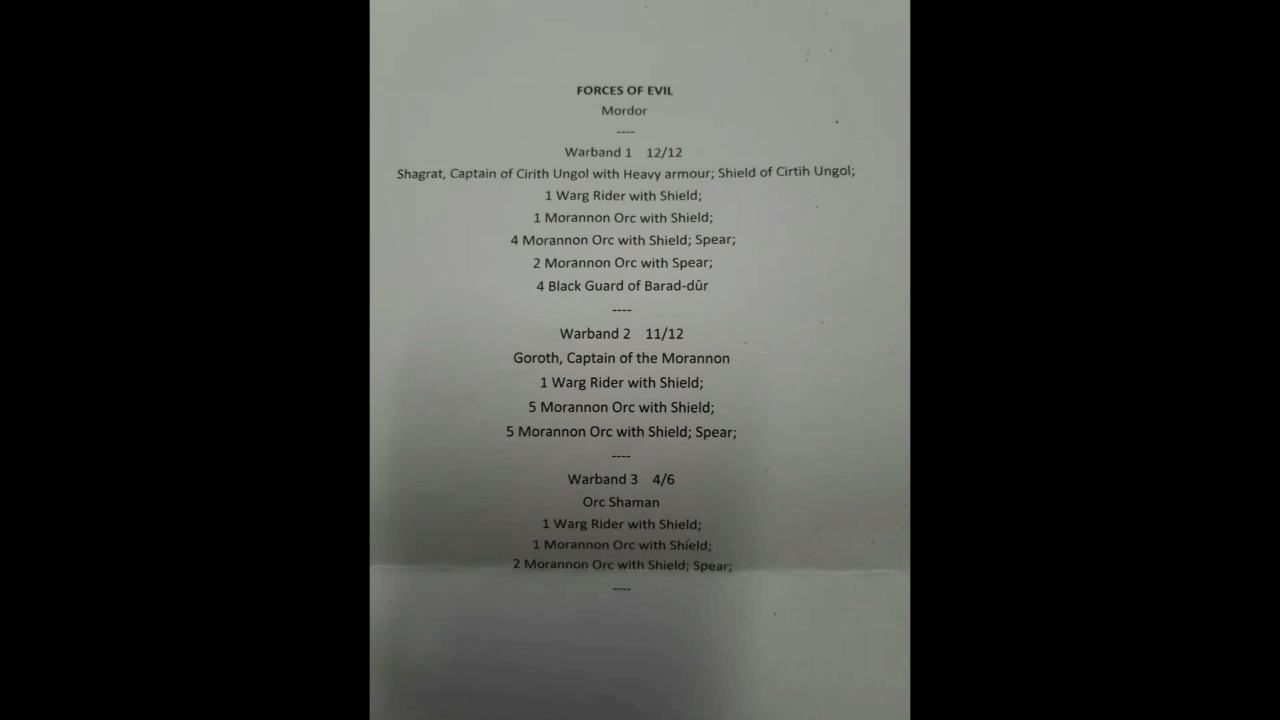 FORCES OF EVIL
Mordor
----
Warband 1 12/12
Shagrat, Captain of Cirith Ungol with Heavy armour; Shield of Cirtih Ungol;
1 Warg Rider with Shield;
1 Morannon Orc with Shield;
4 Morannon Orc with Shield; Spear;
2 Morannon Orc with Spear;
4 Black Guard of Barad-dûr
----
Warband 2 11/12
Goroth, Captain of the Morannon
1 Warg Rider with Shield;
5 Morannon Orc with Shield;
5 Morannon Orc with Shield; Spear;
----
Warband 3 4/6
Orc Shaman
1 Warg Rider with Shield;
1 Morannon Orc with Shield;
2 Morannon Orc with Shield; Spear;
----